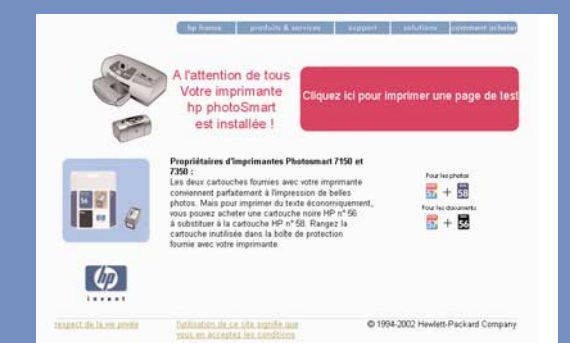 hp france produits & services support solutions comment acheter
A l'attention de tous
Votre imprimante
hp photoSmart
est installée !
Cliquez ici pour imprimer une page de test
Propriétaires d'imprimantes Photosmart 7150 et
7350 :
Les deux cartouches fournies avec votre imprimante
conviennent parfaitement à l'impression de belles
photos. Mais pour imprimer du texte économiquement,
vous pouvez acheter une cartouche noire HP n° 56
à substituer à la cartouche HP n° 58. Rangez la
cartouche inutilisée dans la boîte de protection
fournie avec votre imprimante.
Pour les photos
57 + 58
Pour les documents
57 + 56
56
hp
invent
respect de la vie privée
l'utilisation de ce site signifie que
vous en acceptez les conditions
© 1994-2002 Hewlett-Packard Company